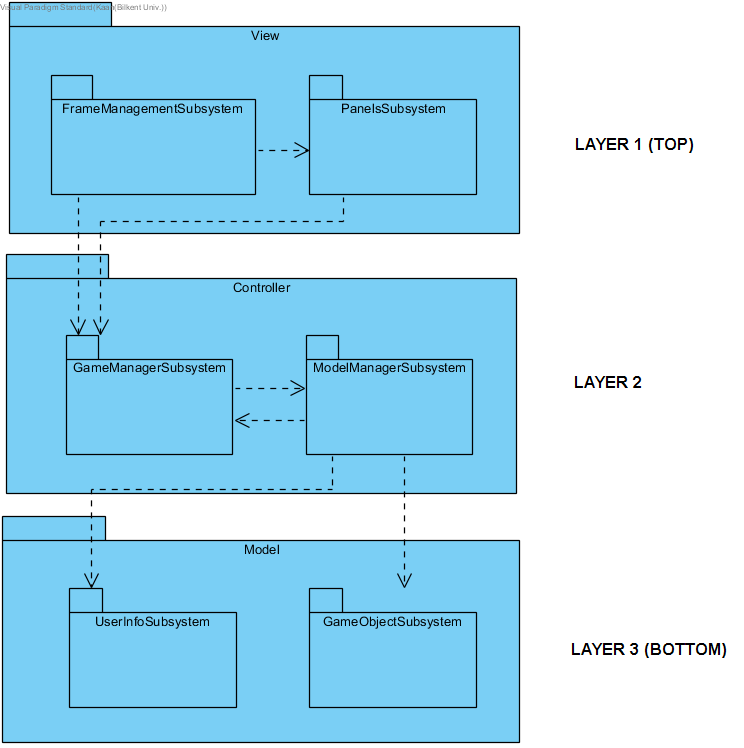 Visual Paradigm Standard(Kaan(Bilkent Univ.))
View
FrameManagementSubsystem
PanelsSubsystem
LAYER 1 (TOP)
Controller
GameManagerSubsystem
ModelManagerSubsystem
LAYER 2
Model
UserInfoSubsystem
GameObjectSubsystem
LAYER 3 (BOTTOM)